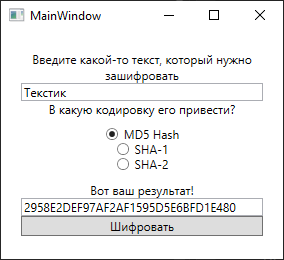 MainWindow
Введите какой-то текст, который нужно
зашифровать
Текстик
В какую кодировку его привести?
MD5 Hash
SHA-1
SHA-2
Вот ваш результат!
2958E2DEF97AF2AF1595D5E6BFD1E480
Шифровать